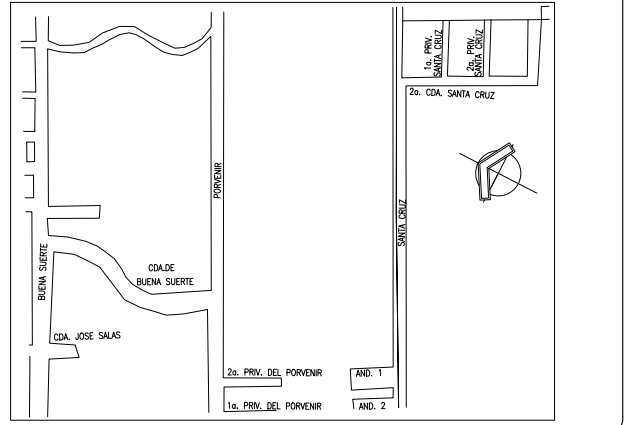 1a. PRIV.
SANTA CRUZ
2a. PRIV.
SANTA CRUZ
2a. CDA. SANTA CRUZ
PORVENIR
SANTA CRUZ
BUENA SUERTE
CDA.DE
BUENA SUERTE
CDA. JOSE SALAS
2a. PRIV. DEL PORVENIR
AND. 1
1a. PRIV. DEL PORVENIR
AND. 2